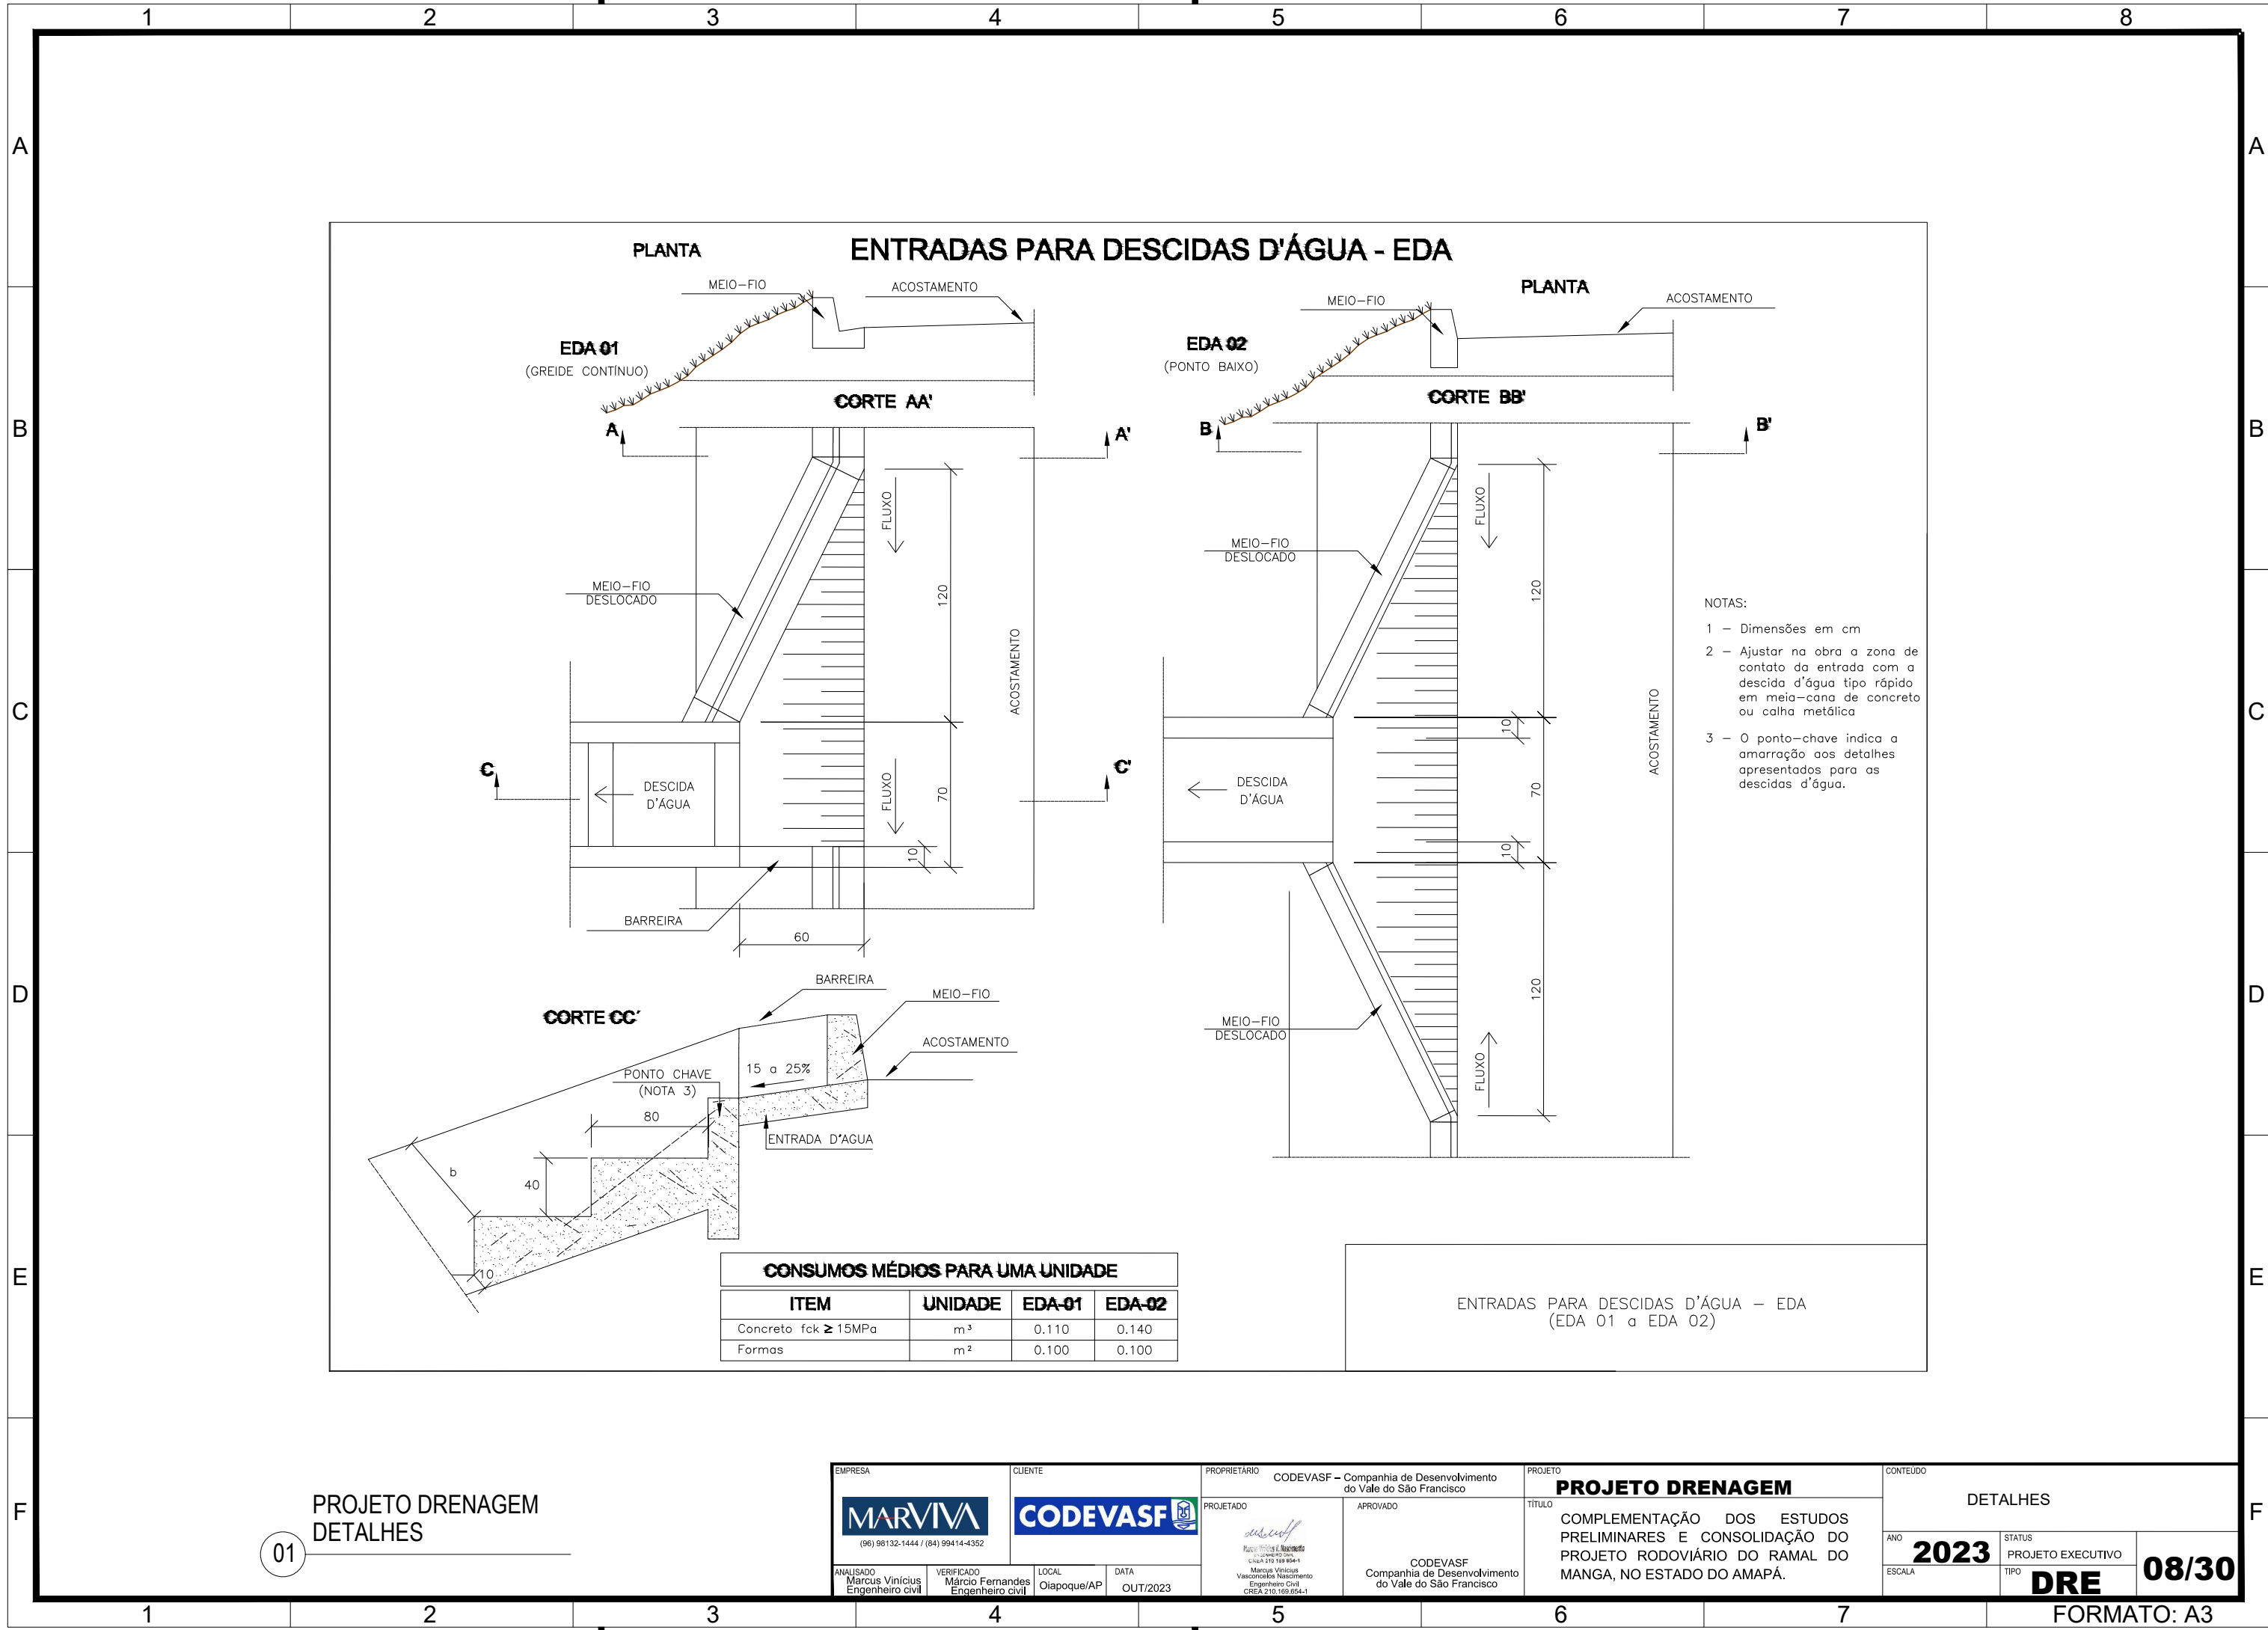 1 2 3 4 5 6 7 8
A A
B B
C C
D D
E E
F F
ENTRADAS PARA DESCIDAS D'ÁGUA - EDA
PLANTA
MEIO-FIO
ACOSTAMENTO
EDA 01
(GREIDE CONTÍNUO)
CORTE AA'
A
A'
FLUXO
MEIO-FIO
DESLOCADO
120
ACOSTAMENTO
C
C'
DESCIDA
D'ÁGUA
FLUXO
70
10
BARREIRA
60
PLANTA
MEIO-FIO
ACOSTAMENTO
EDA 02
(PONTO BAIXO)
CORTE BB'
B
B'
FLUXO
MEIO-FIO
DESLOCADO
120
10
ACOSTAMENTO
DESCIDA
D'ÁGUA
70
10
120
MEIO-FIO
DESLOCADO
FLUXO
NOTAS:
1 - Dimensões em cm
2 - Ajustar na obra a zona de
contato da entrada com a
descida d'água tipo rápido
em meia-cana de concreto
ou calha metálica
3 - O ponto-chave indica a
amarração aos detalhes
apresentados para as
descidas d'água.
CORTE CC'
BARREIRA
MEIO-FIO
ACOSTAMENTO
PONTO CHAVE
(NOTA 3)
15 a 25%
80
ENTRADA D'AGUA
b
40
10
CONSUMOS MÉDIOS PARA UMA UNIDADE
ITEM UNIDADE EDA-01 EDA-02
Concreto fck ≥ 15MPa m³ 0.110 0.140
Formas m² 0.100 0.100
ENTRADAS PARA DESCIDAS D'ÁGUA - EDA
(EDA 01 a EDA 02)
01
PROJETO DRENAGEM
DETALHES
EMPRESA
MARVIVA
(96) 98132-1444 / (84) 99414-4352
CLIENTE
CODEVASF
ANALISADO
Marcus Vinícius
Engenheiro civil
VERIFICADO
Márcio Fernandes
Engenheiro civil
LOCAL
Oiapoque/AP
DATA
OUT/2023
PROPRIETÁRIO
CODEVASF – Companhia de Desenvolvimento
do Vale do São Francisco
PROJETADO
Marcus Vinicius
Vasconcelos Nascimento
Engenheiro Civil
CREA 210.169.654-1
APROVADO
CODEVASF
Companhia de Desenvolvimento
do Vale do São Francisco
PROJETO
PROJETO DRENAGEM
TÍTULO
COMPLEMENTAÇÃO DOS ESTUDOS
PRELIMINARES E CONSOLIDAÇÃO DO
PROJETO RODOVIÁRIO DO RAMAL DO
MANGA, NO ESTADO DO AMAPÁ.
CONTEÚDO
DETALHES
ANO
2023
STATUS
PROJETO EXECUTIVO
ESCALA
TIPO
DRE
08/30
1 2 3 4 5 6 7
FORMATO: A3